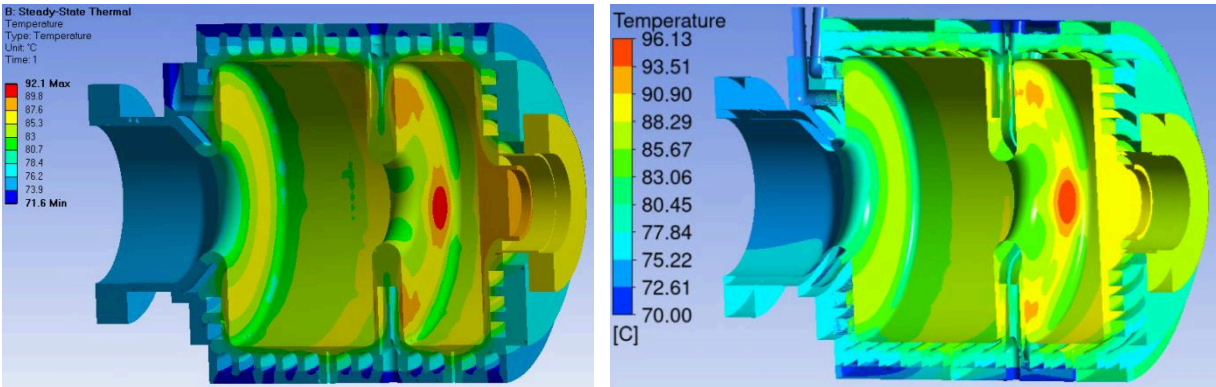 B: Steady-State Thermal
Temperature
Type: Temperature
Unit: °C
Time: 1
92.1 Max
89.8
87.6
85.3
83
80.7
78.4
76.2
73.9
71.6 Min
Temperature
96.13
93.51
90.90
88.29
85.67
83.06
80.45
77.84
75.22
72.61
70.00
[C]